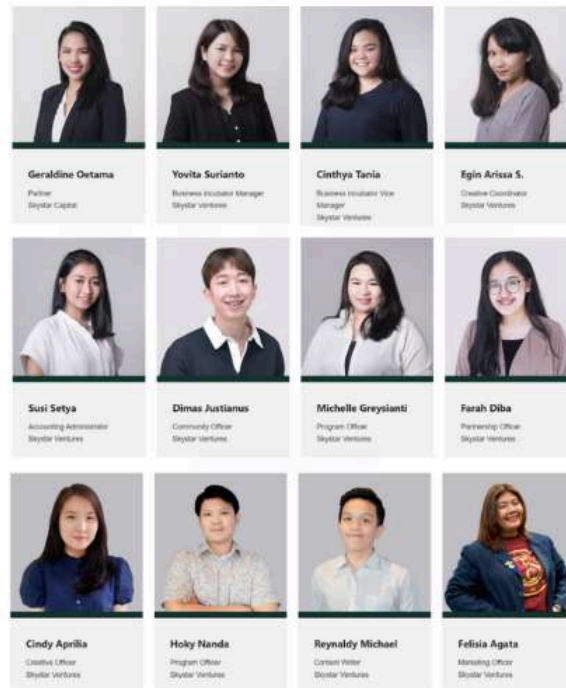 Geraldine Oetama
Partner
Skystar Capital
Yovita Surianto
Business Incubator Manager
Skystar Ventures
Cinthya Tania
Business Incubator Vice
Manager
Skystar Ventures
Egin Arissa S.
Creative Coordinator
Skystar Ventures
Susi Setya
Accounting Administrator
Skystar Ventures
Dimas Justianus
Community Officer
Skystar Ventures
Michelle Greysianti
Program Officer
Skystar Ventures
Farah Diba
Partnership Officer
Skystar Ventures
Cindy Aprilia
Creative Officer
Skystar Ventures
Hoky Nanda
Program Officer
Skystar Ventures
Reynaldy Michael
Content Writer
Skystar Ventures
Felisia Agata
Marketing Officer
Skystar Ventures